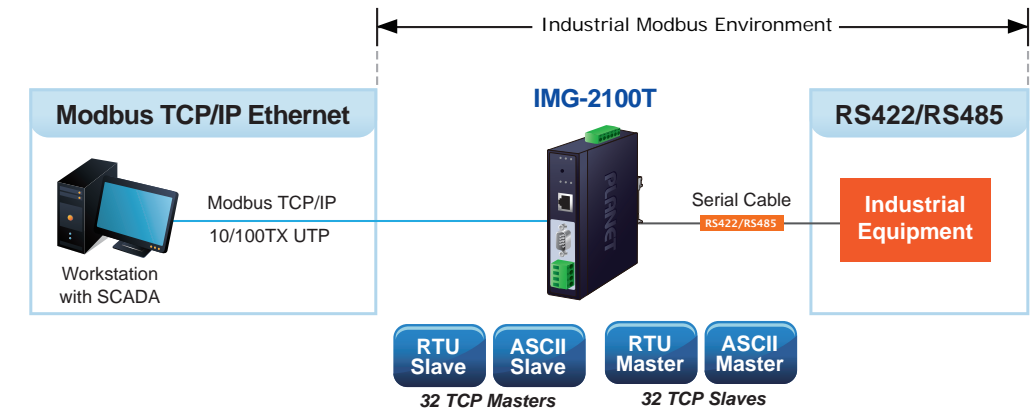 Industrial Modbus Environment
Modbus TCP/IP Ethernet
IMG-2100T
RS422/RS485
PLANET
Modbus TCP/IP
10/100TX UTP
Serial Cable
RS422/RS485
Industrial
Equipment
Workstation
with SCADA
RTU
Slave
ASCII
Slave
RTU
Master
ASCII
Master
32 TCP Masters
32 TCP Slaves